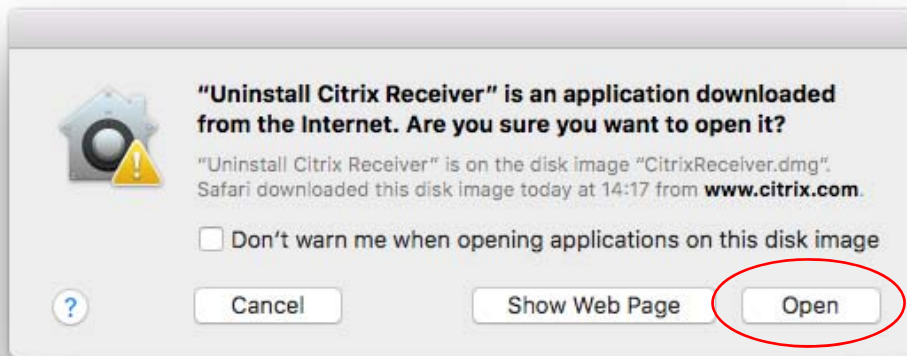 “Uninstall Citrix Receiver” is an application downloaded
from the Internet. Are you sure you want to open it?
“Uninstall Citrix Receiver” is on the disk image “CitrixReceiver.dmg”.
Safari downloaded this disk image today at 14:17 from www.citrix.com.
Don’t warn me when opening applications on this disk image
? Cancel Show Web Page Open